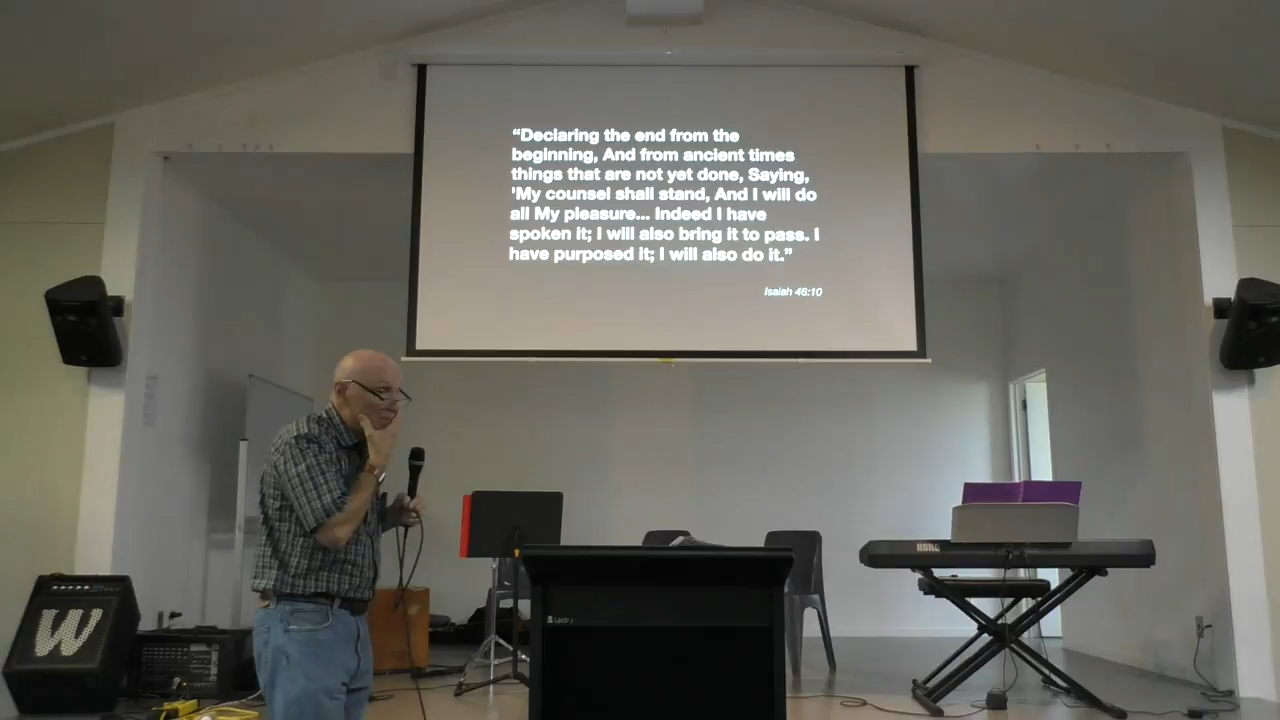 “Declaring the end from the
beginning, And from ancient times
things that are not yet done, Saying,
'My counsel shall stand, And I will do
all My pleasure... Indeed I have
spoken it; I will also bring it to pass. I
have purposed it; I will also do it.”
Isaiah 46:10
KORG
W